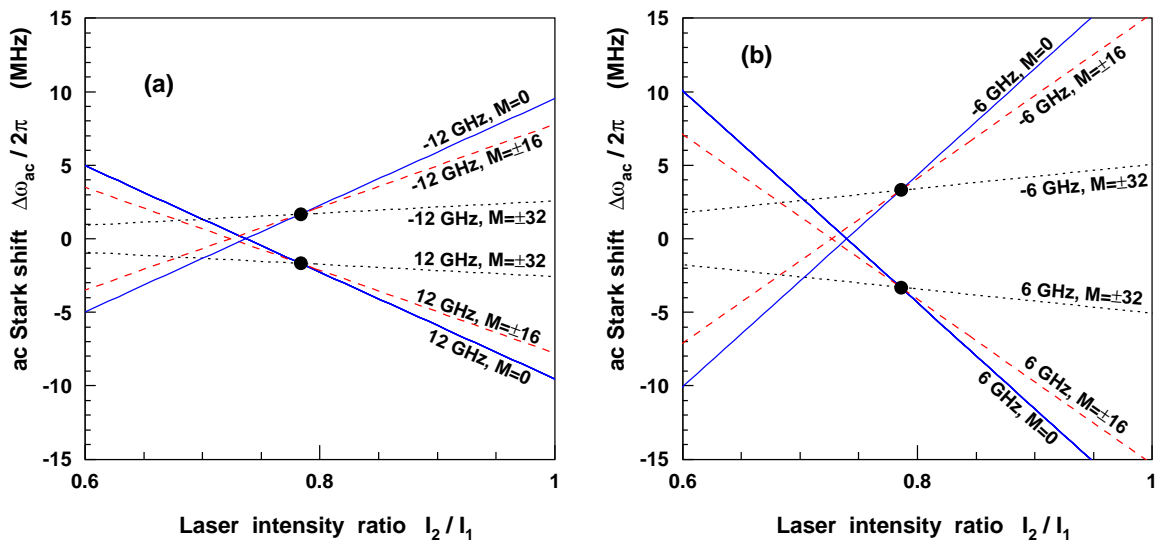 ac Stark shift Δω_ac / 2π (MHz)
15
10
5
0
-5
-10
-15
(a)
-12 GHz, M=0
-12 GHz, M=±16
-12 GHz, M=±32
12 GHz, M=±32
12 GHz, M=±16
12 GHz, M=0
0.6
0.8
1
Laser intensity ratio I_2 / I_1
ac Stark shift Δω_ac / 2π (MHz)
15
10
5
0
-5
-10
-15
(b)
-6 GHz, M=0
-6 GHz, M=±16
-6 GHz, M=±32
6 GHz, M=±32
6 GHz, M=±16
6 GHz, M=0
0.6
0.8
1
Laser intensity ratio I_2 / I_1